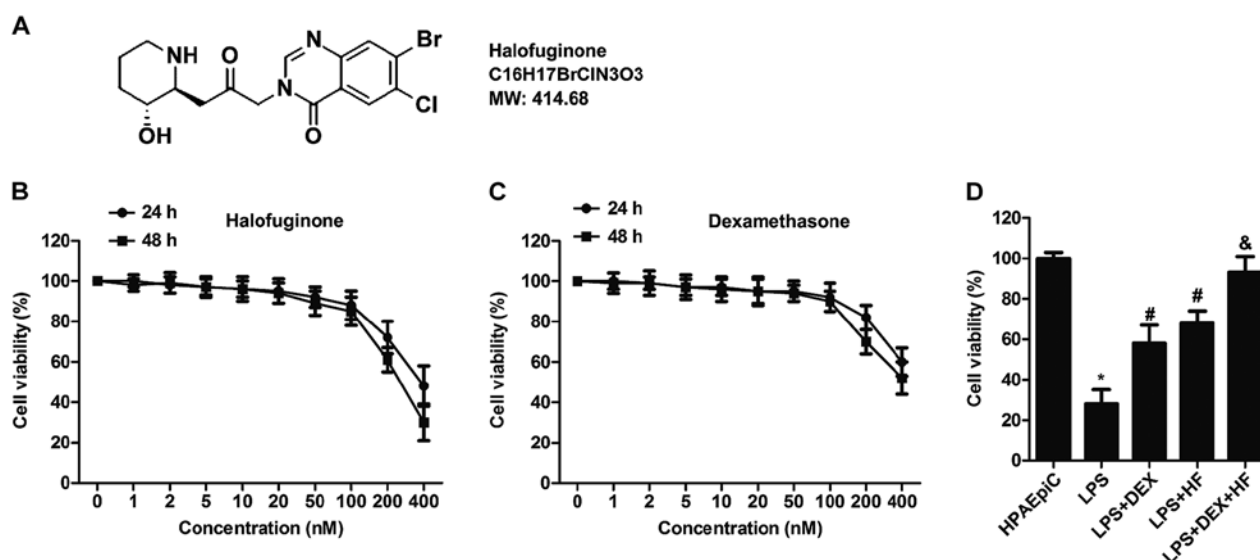 A
NH
O
OH
N
N
O
Br
Cl
Halofuginone
C16H17BrClN3O3
MW: 414.68
B
24 h
48 h
Halofuginone
Cell viability (%)
120
100
80
60
40
20
0
0 1 2 5 10 20 50 100 200 400
Concentration (nM)
C
24 h
48 h
Dexamethasone
Cell viability (%)
120
100
80
60
40
20
0
0 1 2 5 10 20 50 100 200 400
Concentration (nM)
D
Cell viability (%)
120
100
80
60
40
20
0
*
#
#
&
HPAEpiC
LPS
LPS+DEX
LPS+HF
LPS+DEX+HF